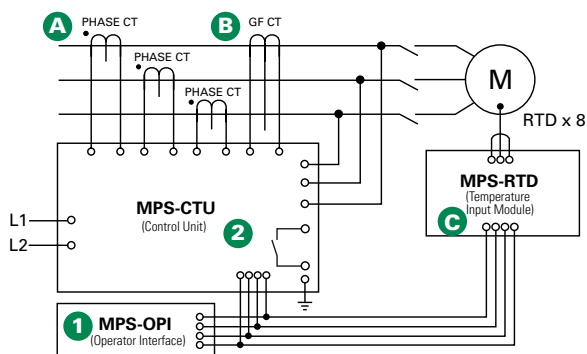 A
PHASE CT
B
GF CT
PHASE CT
PHASE CT
M
RTD x 8
MPS-RTD
(Temperature
Input Module)
C
MPS-CTU
(Control Unit)
2
L1
L2
1
MPS-OPI
(Operator Interface)